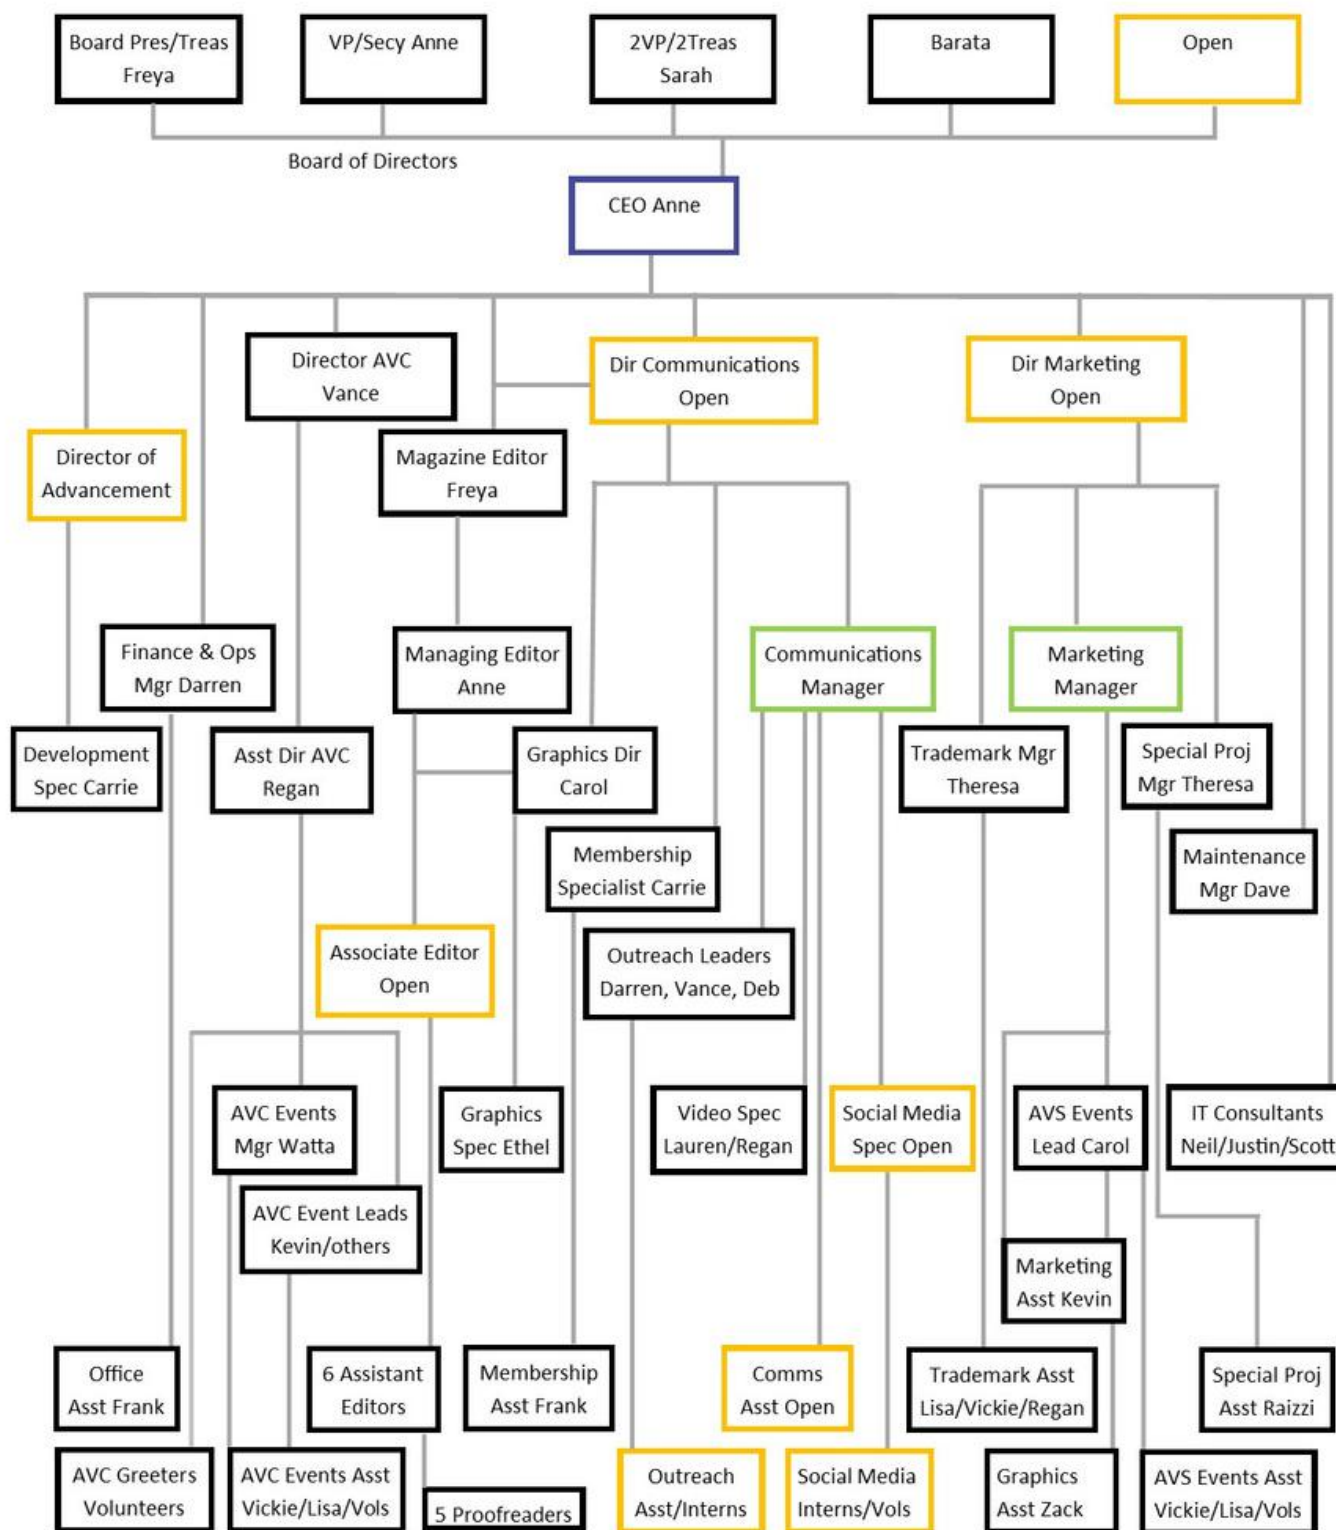 Board Pres/Treas
Freya
VP/Secy Anne
2VP/2Treas
Sarah
Barata
Open
Board of Directors
CEO Anne
Director AVC
Vance
Dir Communications
Open
Dir Marketing
Open
Director of
Advancement
Magazine Editor
Freya
Finance & Ops
Mgr Darren
Managing Editor
Anne
Communications
Manager
Marketing
Manager
Development
Spec Carrie
Asst Dir AVC
Regan
Graphics Dir
Carol
Trademark Mgr
Theresa
Special Proj
Mgr Theresa
Membership
Specialist Carrie
Maintenance
Mgr Dave
Associate Editor
Open
Outreach Leaders
Darren, Vance, Deb
AVC Events
Mgr Watta
Graphics
Spec Ethel
Video Spec
Lauren/Regan
Social Media
Spec Open
AVS Events
Lead Carol
IT Consultants
Neil/Justin/Scott
AVC Event Leads
Kevin/others
Marketing
Asst Kevin
Office
Asst Frank
6 Assistant
Editors
Membership
Asst Frank
Comms
Asst Open
Trademark Asst
Lisa/Vickie/Regan
Special Proj
Asst Raizzi
AVC Greeters
Volunteers
AVC Events Asst
Vickie/Lisa/Vols
5 Proofreaders
Outreach
Asst/Interns
Social Media
Interns/Vols
Graphics
Asst Zack
AVS Events Asst
Vickie/Lisa/Vols